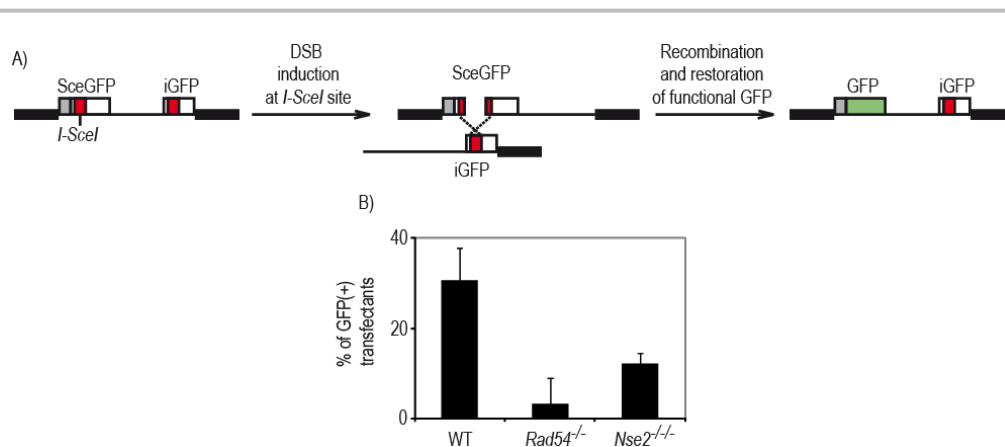 A)
SceGFP
iGFP
I-SceI
DSB
induction
at I-SceI site
SceGFP
iGFP
Recombination
and restoration
of functional GFP
GFP
iGFP
B)
% of GFP(+)
transfectants
40
20
0
WT
Rad54-/-
Nse2-/-/-